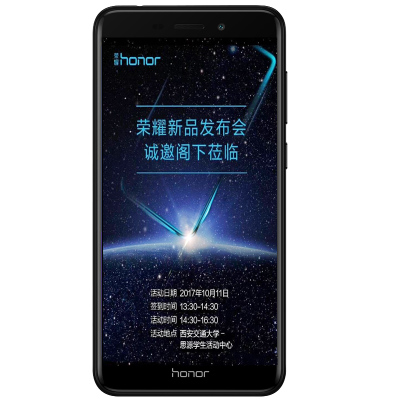 荣耀 honor
荣耀新品发布会
诚邀阁下莅临
活动日期 2017年10月11日
签到时间 13:30-14:30
活动时间 14:30-16:30
活动地点 西安交通大学-
思源学生活动中心
honor